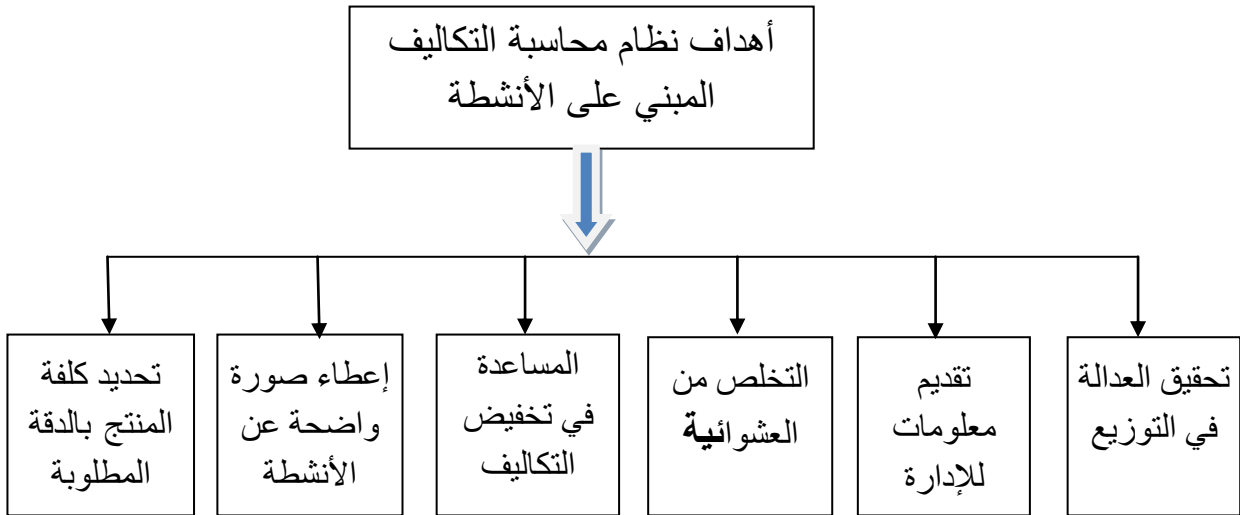 أهداف نظام محاسبة التكاليف
المبني على الأنشطة
تحقيق العدالة
في التوزيع
تقديم
معلومات
للإدارة
التخلص من
العشوائية
المساعدة
في تخفيض
التكاليف
إعطاء صورة
واضحة عن
الأنشطة
تحديد كلفة
المنتج بالدقة
المطلوبة